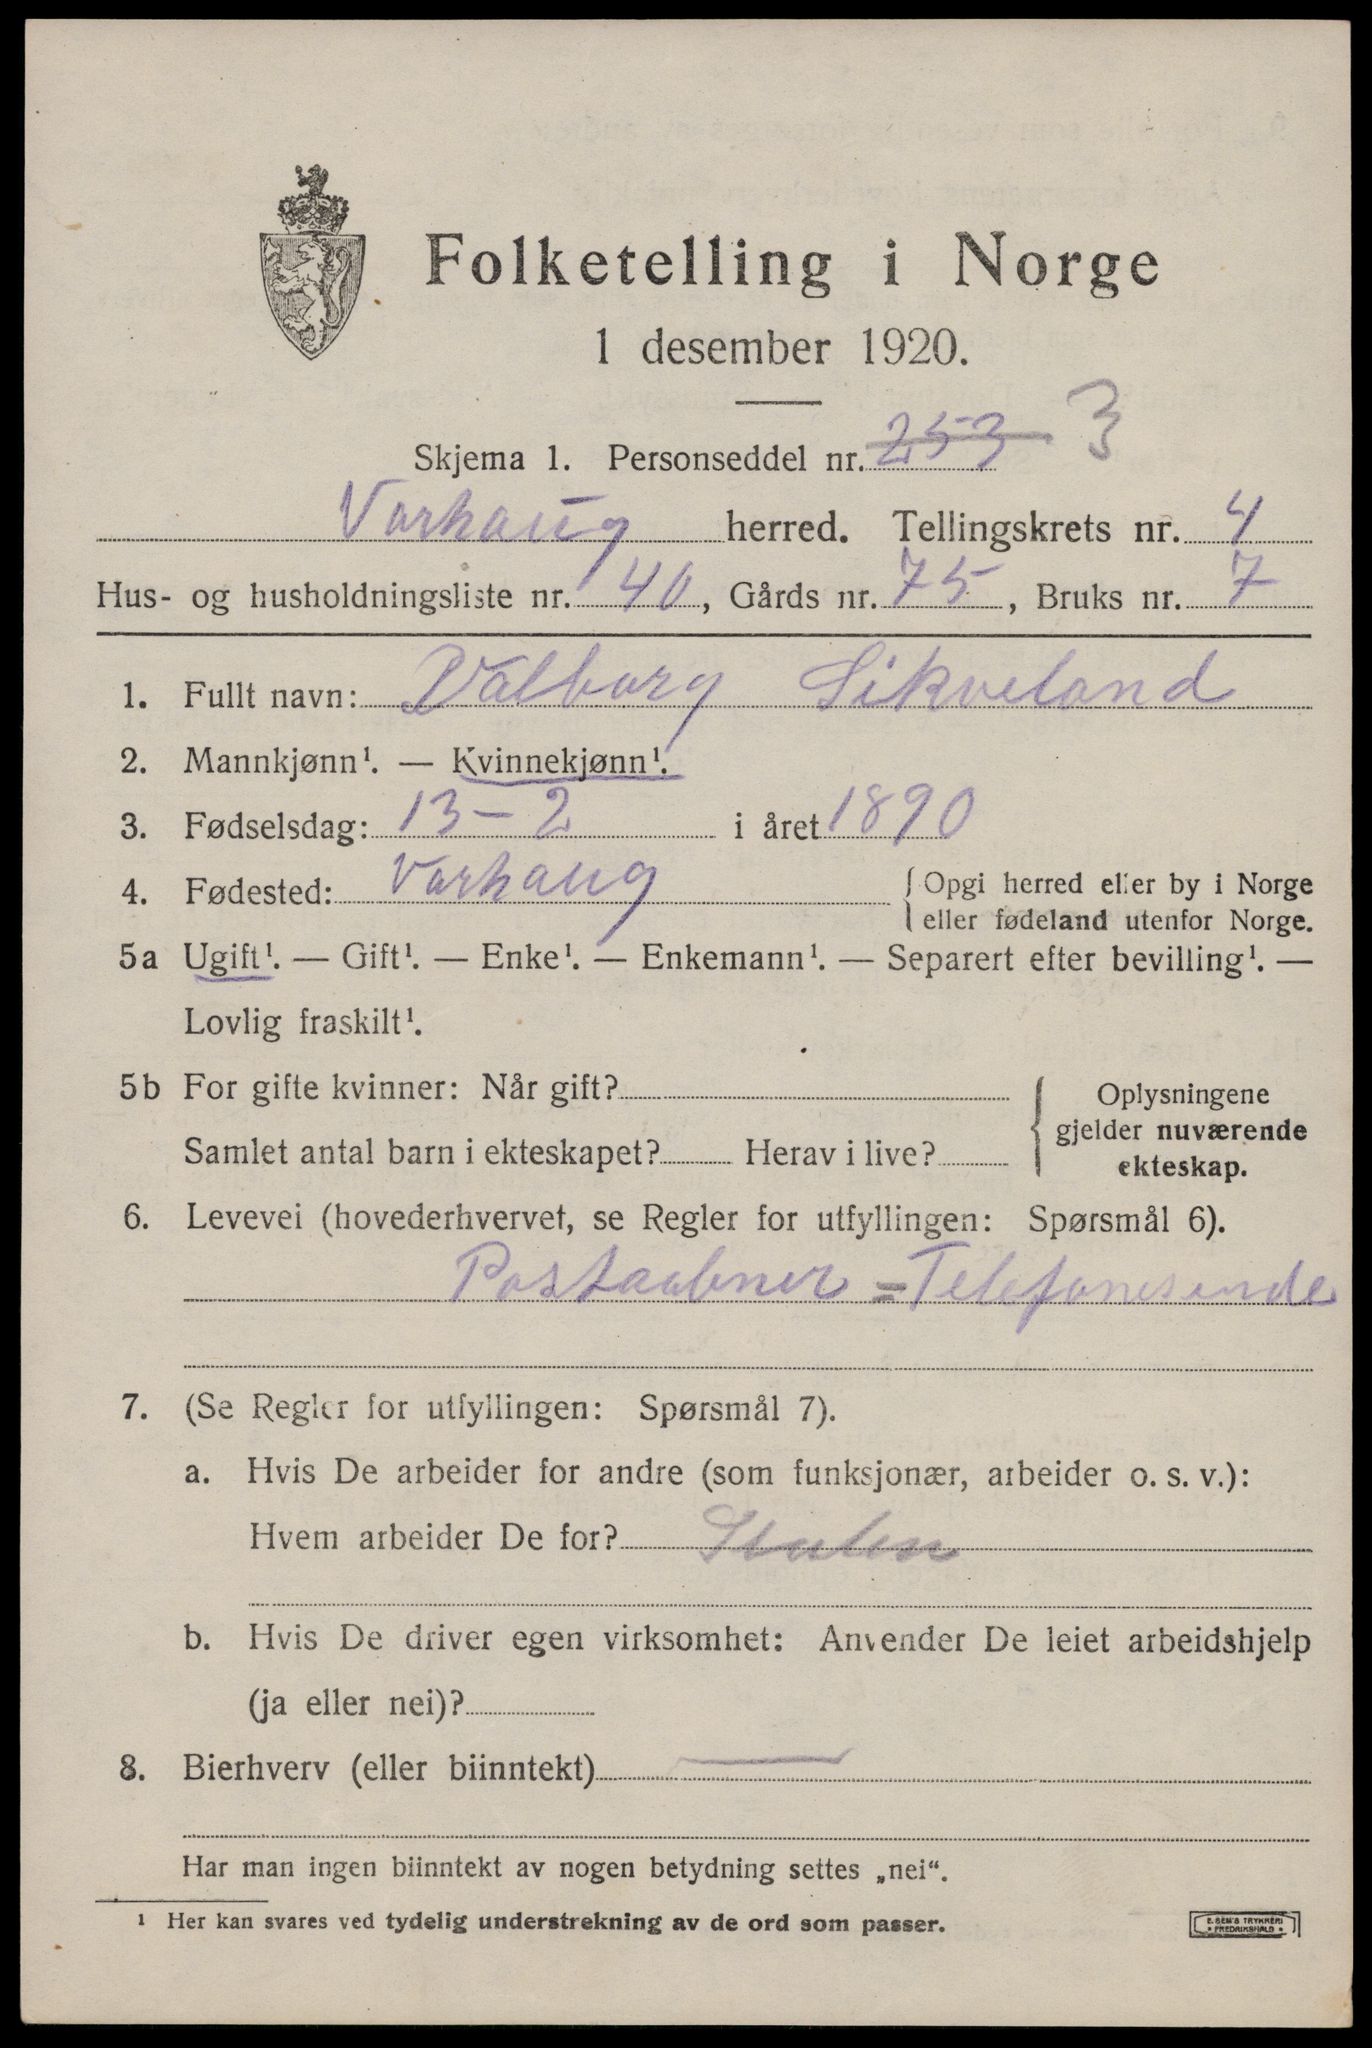 Folketelling i Norge
1 desember 1920.
Skjema 1. Personseddel nr. 253 3
Varhaug herred. Tellingskrets nr. 4
Hus- og husholdningsliste nr. 40, Gårds nr. 75, Bruks nr. 7
1. Fullt navn: Valborg Sikveland
2. Mannkjønn¹. — Kvinnekjønn¹.
3. Fødselsdag: 13-2 i året 1890
4. Fødested: Varhaug { Opgi herred eller by i Norge
eller fødeland utenfor Norge.
5a Ugift¹. — Gift¹. — Enke¹. — Enkemann¹. — Separert efter bevilling¹. —
Lovlig fraskilt¹.
5b For gifte kvinner: Når gift?
Samlet antal barn i ekteskapet? Herav i live?
{ Oplysningene
gjelder nuværende
ekteskap.
6. Levevei (hovederhvervet, se Regler for utfyllingen: Spørsmål 6).
Postaabner = Telefonisende
7. (Se Regler for utfyllingen: Spørsmål 7).
a. Hvis De arbeider for andre (som funksjonær, arbeider o. s. v.):
Hvem arbeider De for? Staten
b. Hvis De driver egen virksomhet: Anvender De leiet arbeidshjelp
(ja eller nei)?
8. Bierhverv (eller biinntekt) —
Har man ingen biinntekt av nogen betydning settes „nei“.
¹ Her kan svares ved tydelig understrekning av de ord som passer.
E. SEM'S TRYKKERI
• FREDRIKSHALD •